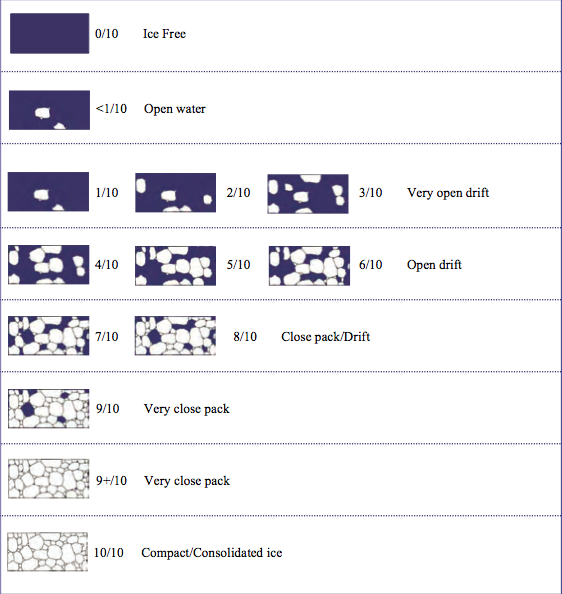 0/10 Ice Free
<1/10 Open water
1/10 2/10 3/10 Very open drift
4/10 5/10 6/10 Open drift
7/10 8/10 Close pack/Drift
9/10 Very close pack
9+/10 Very close pack
10/10 Compact/Consolidated ice